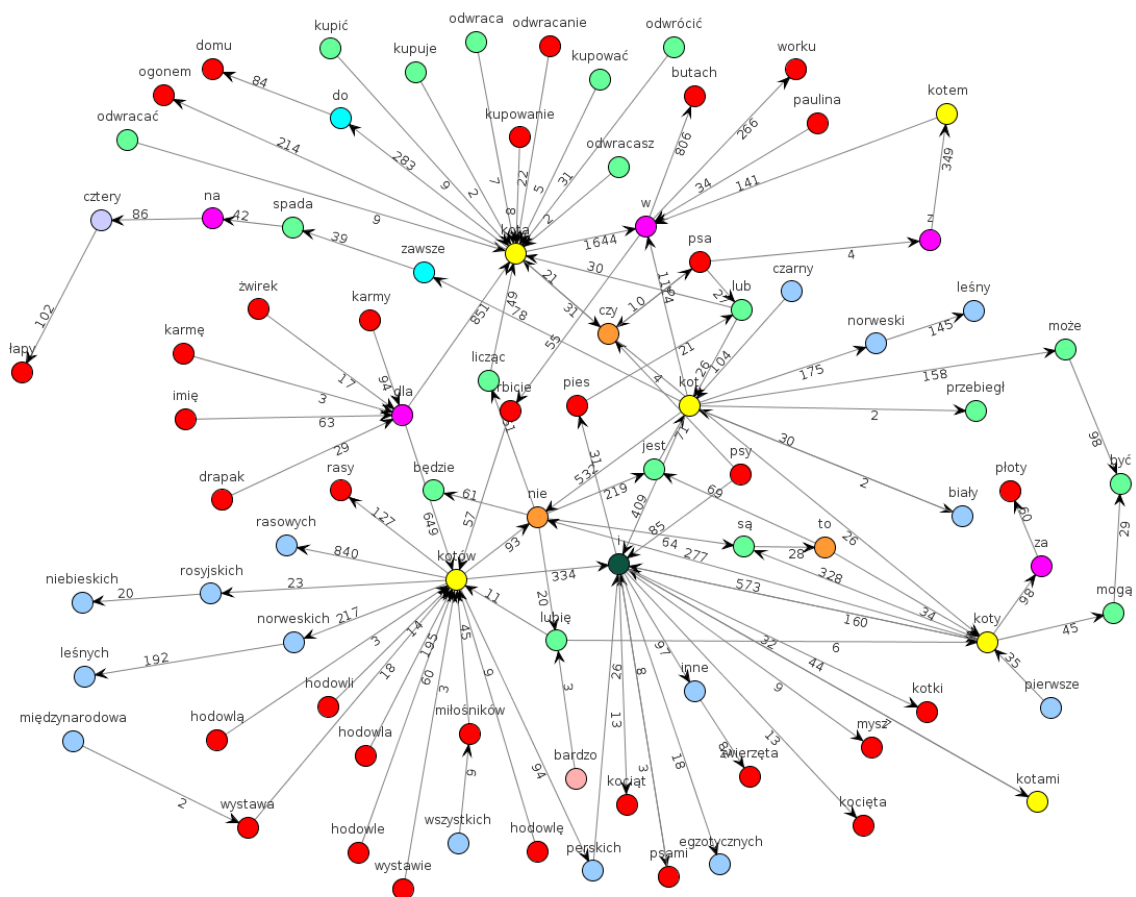 odwraca
odwracanie
odwrócić
kupić
kupuje
kupować
domu
worku
ogonem
butach
paulina
kotem
do
84
odwracać
kupowanie
odwracasz
214
283
9
2
7
22
5
31
806
266
34
141
349
cztery
na
spada
86
42
39
9
8
2
w
z
kota
1644
zawsze
psa
4
30
czarny
żwirek
karmy
851
49
478
21
31
czy
10
lub
leśny
norweski
145
może
102
karmę
55
21
26
104
łapy
17
94
licząc
4
175
158
imię
3
dla
rbicie
pies
kot
przebiegł
63
2
drapak
29
31
71
30
98
rasy
będzie
nie
jest
psy
532
być
płoty
127
649
61
219
409
69
2
biały
rasowych
57
85
są
to
26
60
29
840
93
i
64
277
28
328
za
niebieskich
rosyjskich
kotów
334
573
34
98
mogą
20
23
20
norweskich
217
11
lubię
160
6
koty
45
leśnych
192
14
45
35
3
195
97
32
44
międzynarodowa
hodowlą
hodowli
18
60
9
3
inne
pierwsze
hodowla
miłośników
13
8
9
kotki
mysz
bardzo
zwierzęta
kociąt
13
kotami
2
wystawa
3
6
94
3
18
kocięta
hodowle
wszystkich
hodowlę
perskich
egzotycznych
wystawie
psami